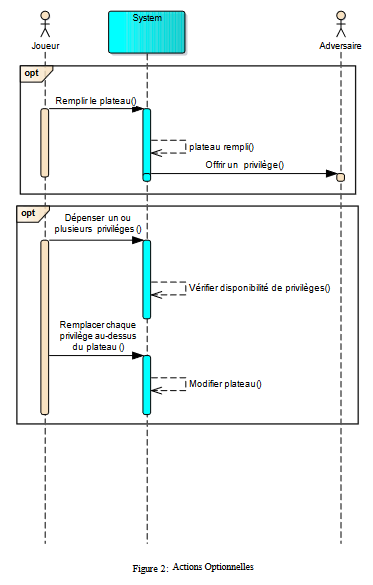 System
Joueur
Adversaire
opt
Remplir le plateau()
plateau rempli()
Offrir un privilège()
opt
Dépenser un ou
plusieurs priviléges ()
Vérifier disponibilité de privilèges()
Remplacer chaque
privilège au-dessus
du plateau ()
Modifier plateau()
Figure 2: Actions Optionnelles